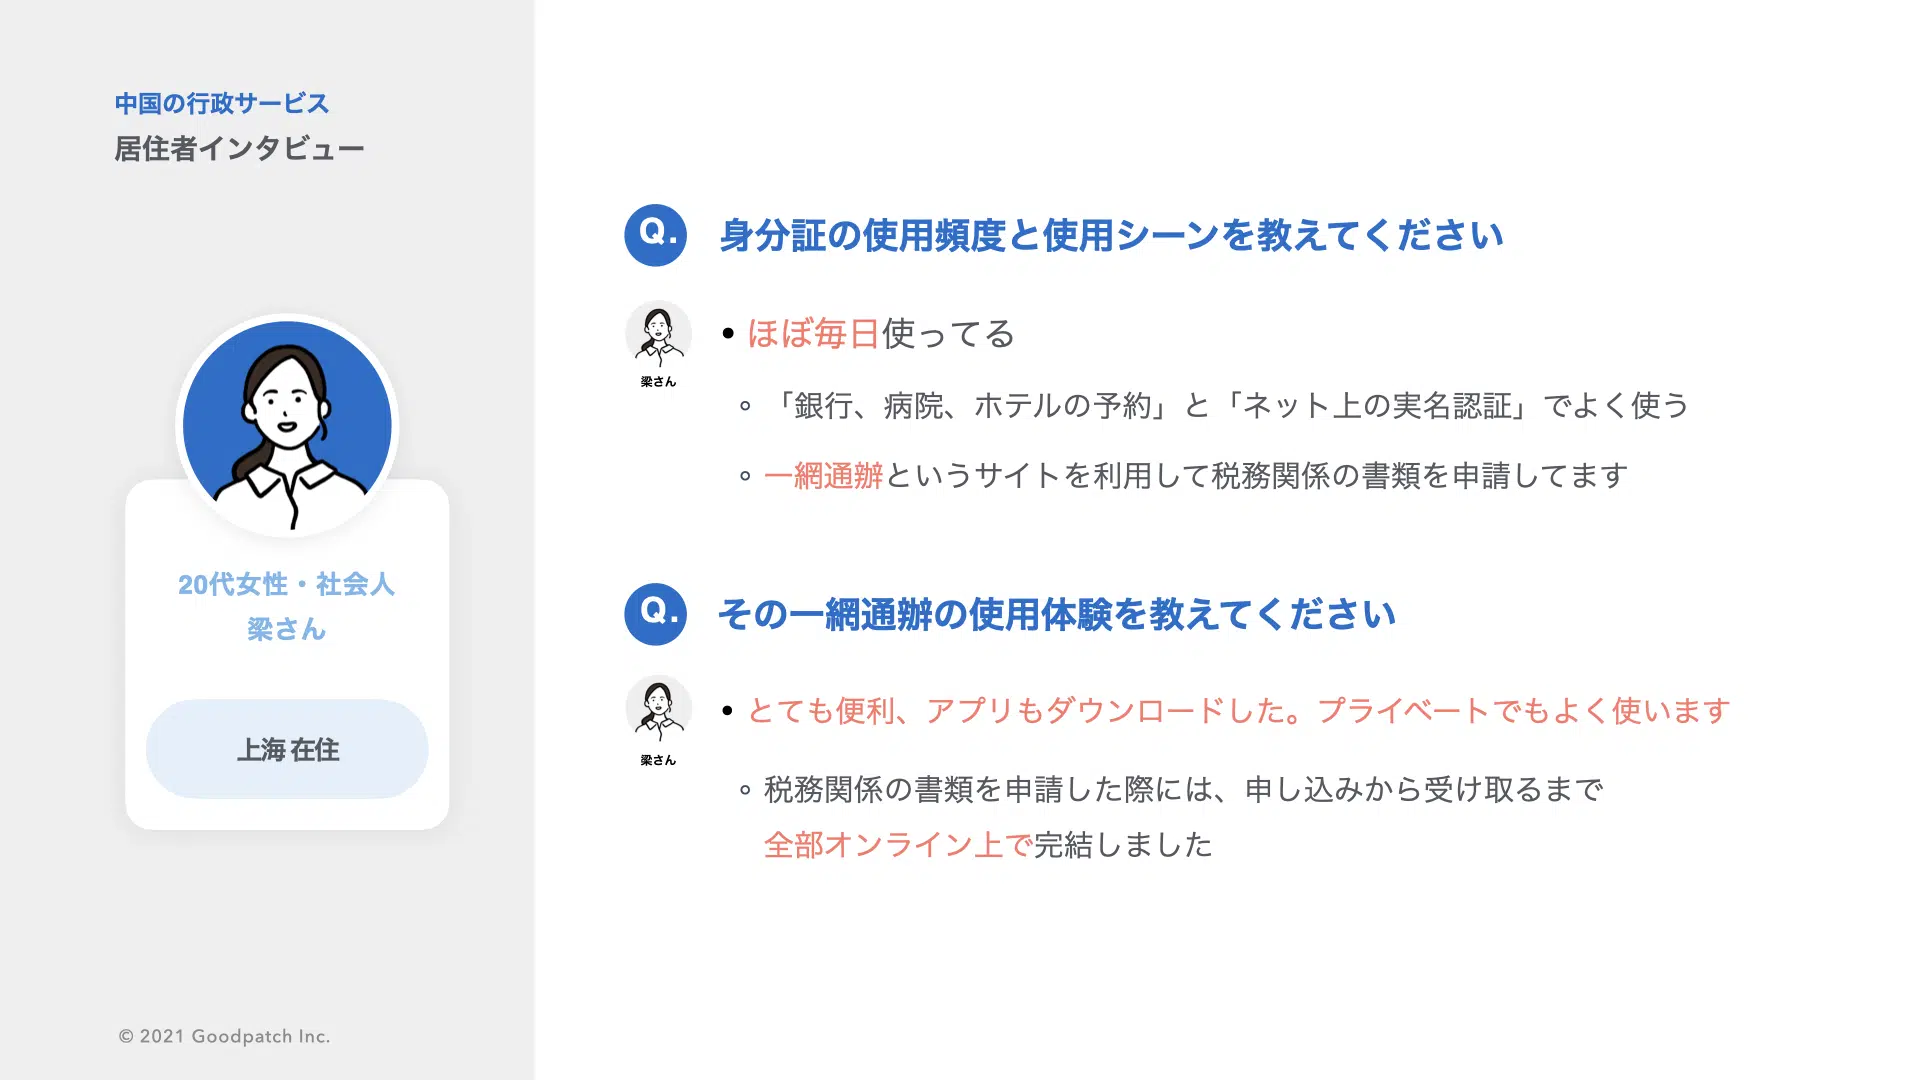 中国の行政サービス
居住者インタビュー
20代女性・社会人
梁さん
上海 在住
© 2021 Goodpatch Inc.
Q. 身分証の使用頻度と使用シーンを教えてください
• ほぼ毎日使ってる
梁さん
◦ 「銀行、病院、ホテルの予約」と「ネット上の実名認証」でよく使う
◦ 一網通辦というサイトを利用して税務関係の書類を申請してます
Q. その一網通辦の使用体験を教えてください
• とても便利、アプリもダウンロードした。プライベートでもよく使います
梁さん
◦ 税務関係の書類を申請した際には、申し込みから受け取るまで
全部オンライン上で完結しました